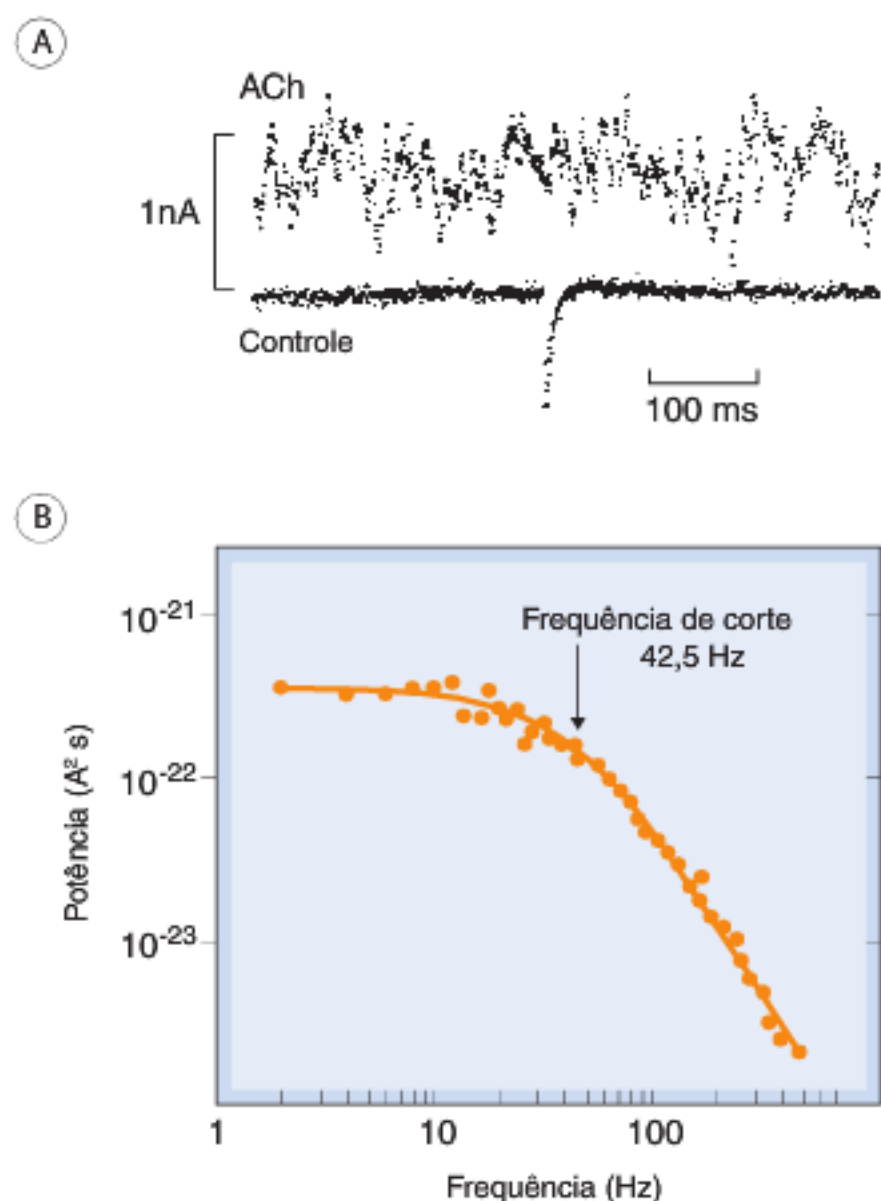 A
ACh
1nA
Controle
100 ms
B
Potência (A² s)
10⁻²¹
10⁻²²
10⁻²³
Frequência de corte
42,5 Hz
1
10
100
Frequência (Hz)